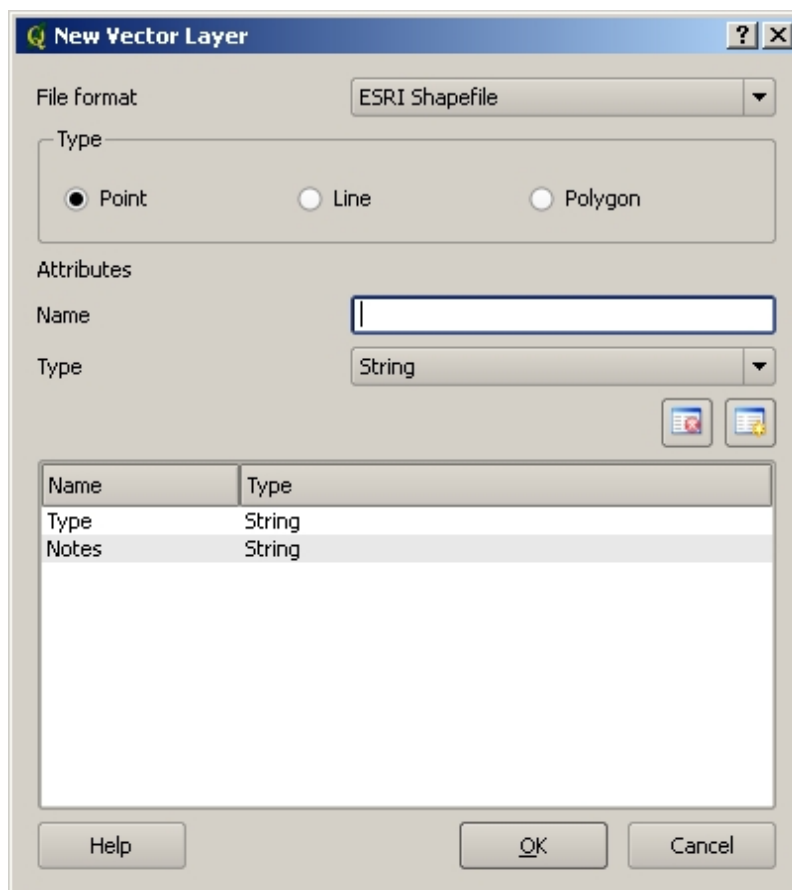 New Vector Layer
File format ESRI Shapefile
Type
Point Line Polygon
Attributes
Name
Type String
Name Type
Type String
Notes String
Help OK Cancel